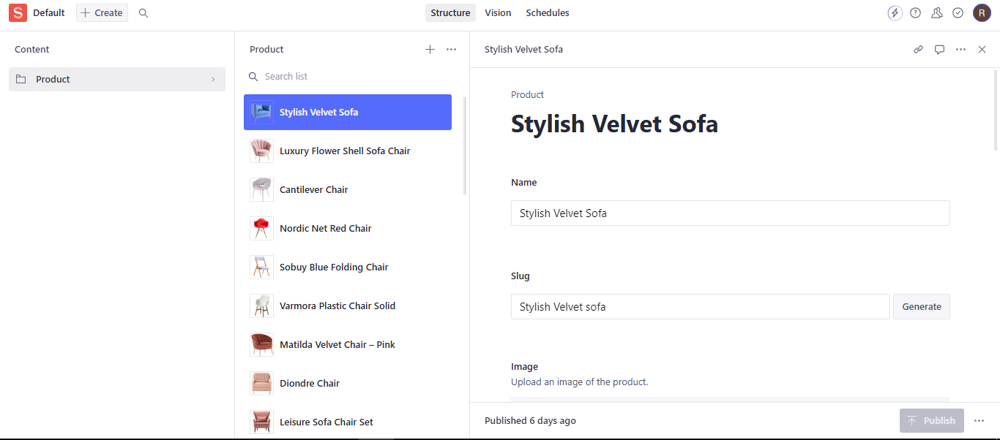 S Default + Create Structure Vision Schedules R
Content
Product
Product
Search list
Stylish Velvet Sofa
Luxury Flower Shell Sofa Chair
Cantilever Chair
Nordic Net Red Chair
Sobuy Blue Folding Chair
Varmora Plastic Chair Solid
Matilda Velvet Chair – Pink
Diondre Chair
Leisure Sofa Chair Set
Stylish Velvet Sofa
Product
Stylish Velvet Sofa
Name
Stylish Velvet Sofa
Slug
Stylish Velvet sofa Generate
Image
Upload an image of the product.
Published 6 days ago Publish